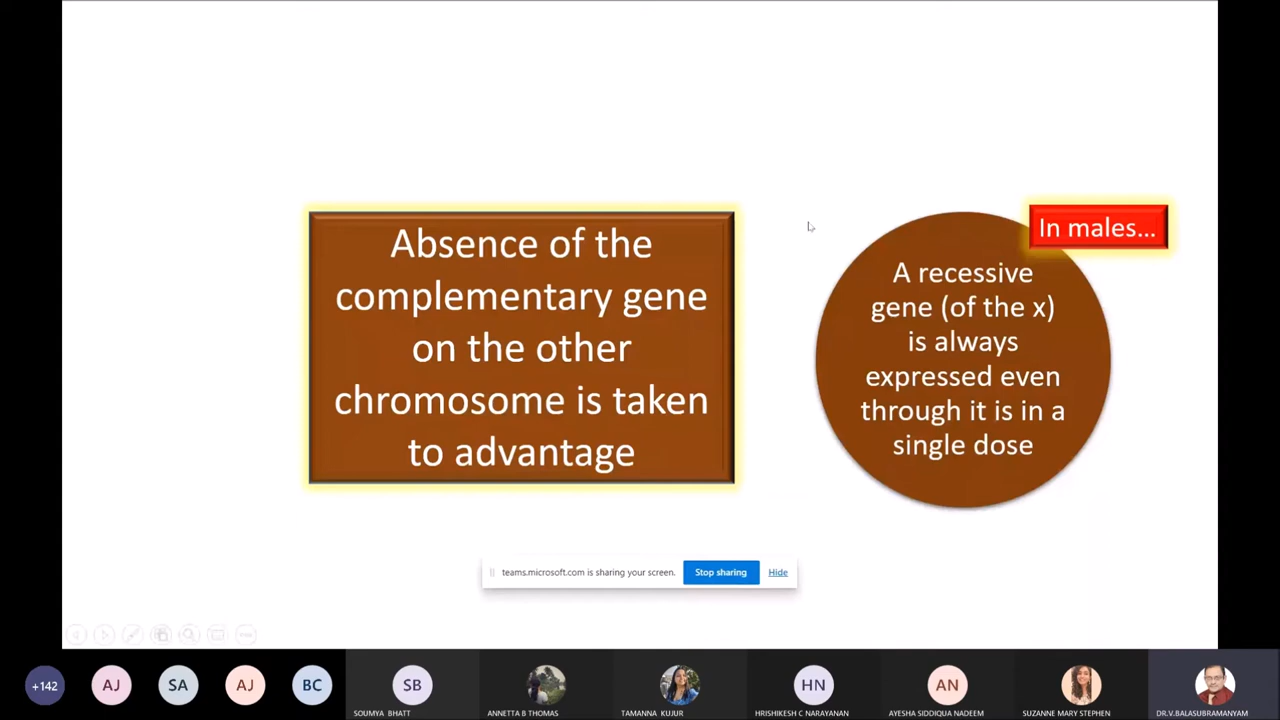 Absence of the
complementary gene
on the other
chromosome is taken
to advantage
In males...
A recessive
gene (of the x)
is always
expressed even
through it is in a
single dose
teams.microsoft.com is sharing your screen.
Stop sharing
Hide
+142
AJ
SA
AJ
BC
SB
HN
AN
SOUMYA BHATT
ANNETTA B THOMAS
TAMANNA KUJUR
HRISHIKESH C NARAYANAN
AYESHA SIDDIQUA NADEEM
SUZANNE MARY STEPHEN
DR.V.BALASUBRAMANYAM